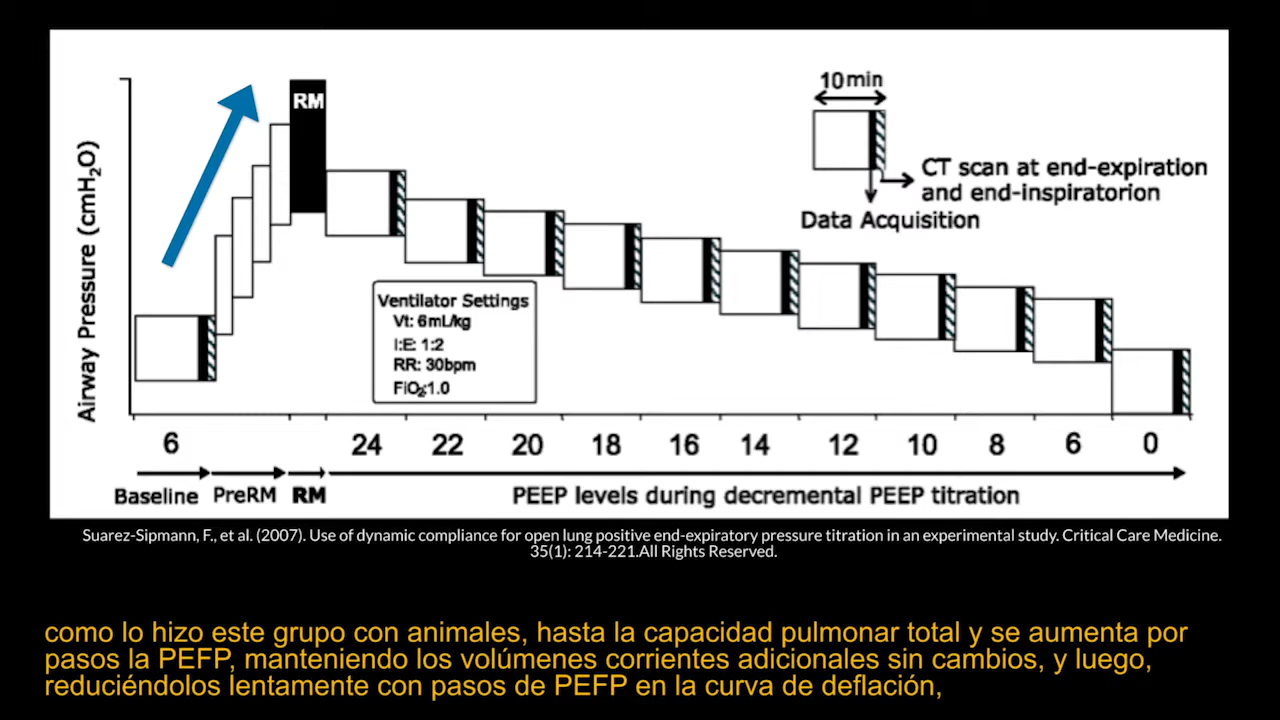 10 min
RM
CT scan at end-expiration
and end-inspiratorion
Data Acquisition
Airway Pressure (cmH2O)
Ventilator Settings
Vt: 6mL/kg
I:E: 1:2
RR: 30bpm
FiO2:1.0
6 24 22 20 18 16 14 12 10 8 6 0
Baseline PreRM RM PEEP levels during decremental PEEP titration
Suarez-Sipmann, F., et al. (2007). Use of dynamic compliance for open lung positive end-expiratory pressure titration in an experimental study. Critical Care Medicine.
35(1): 214-221.All Rights Reserved.
como lo hizo este grupo con animales, hasta la capacidad pulmonar total y se aumenta por
pasos la PEFP, manteniendo los volúmenes corrientes adicionales sin cambios, y luego,
reduciéndolos lentamente con pasos de PEFP en la curva de deflación,